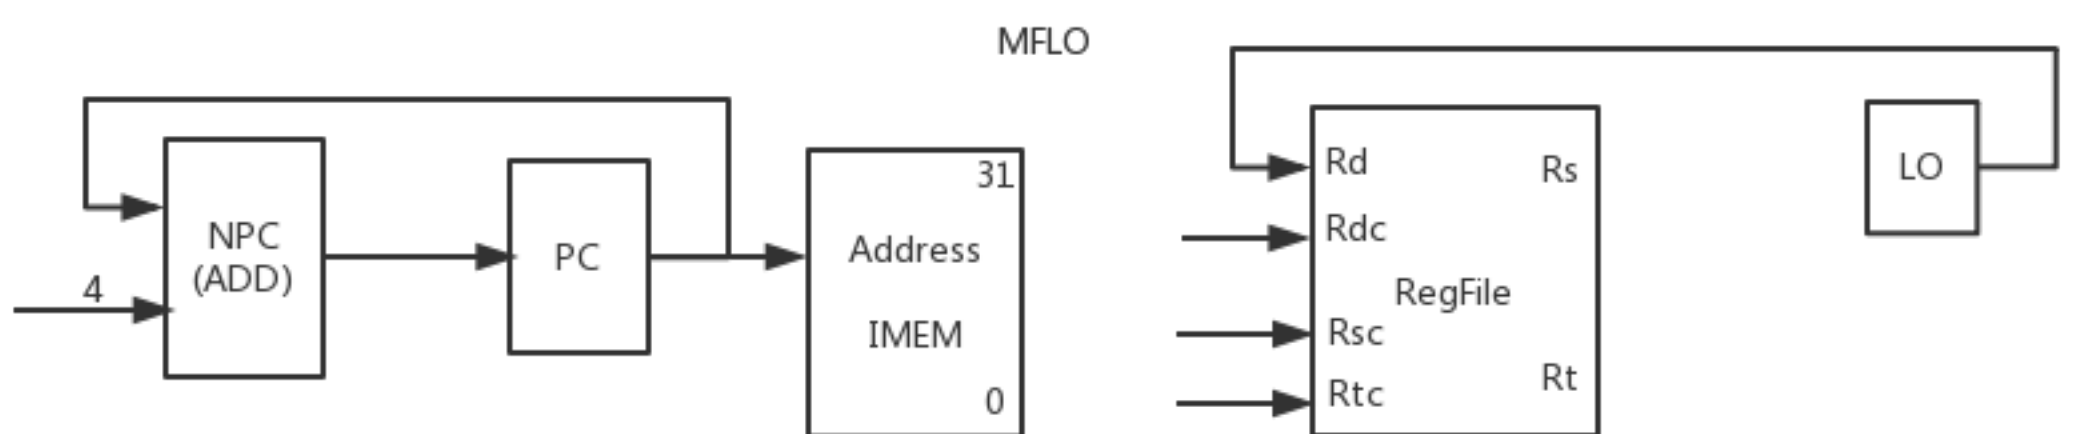 MFLO
4
NPC
(ADD)
PC
31
Address
IMEM
0
Rd
Rs
Rdc
RegFile
Rsc
Rt
Rtc
LO